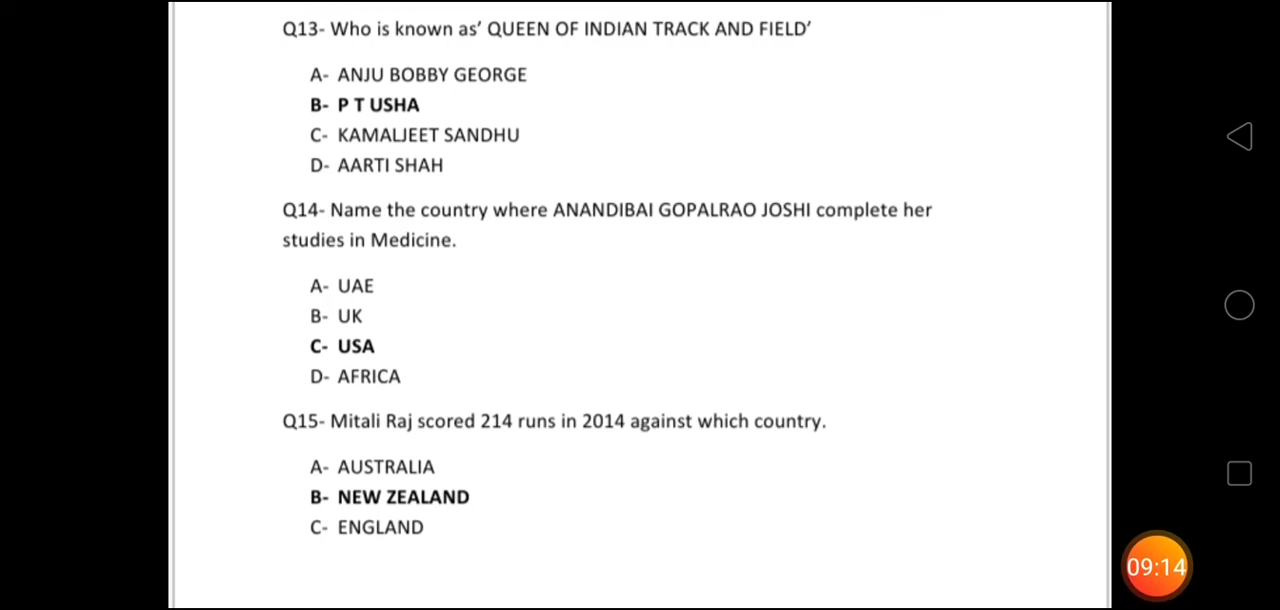 Q13- Who is known as’ QUEEN OF INDIAN TRACK AND FIELD’
A- ANJU BOBBY GEORGE
B- P T USHA
C- KAMALJEET SANDHU
D- AARTI SHAH
Q14- Name the country where ANANDIBAI GOPALRAO JOSHI complete her
studies in Medicine.
A- UAE
B- UK
C- USA
D- AFRICA
Q15- Mitali Raj scored 214 runs in 2014 against which country.
A- AUSTRALIA
B- NEW ZEALAND
C- ENGLAND
09:14